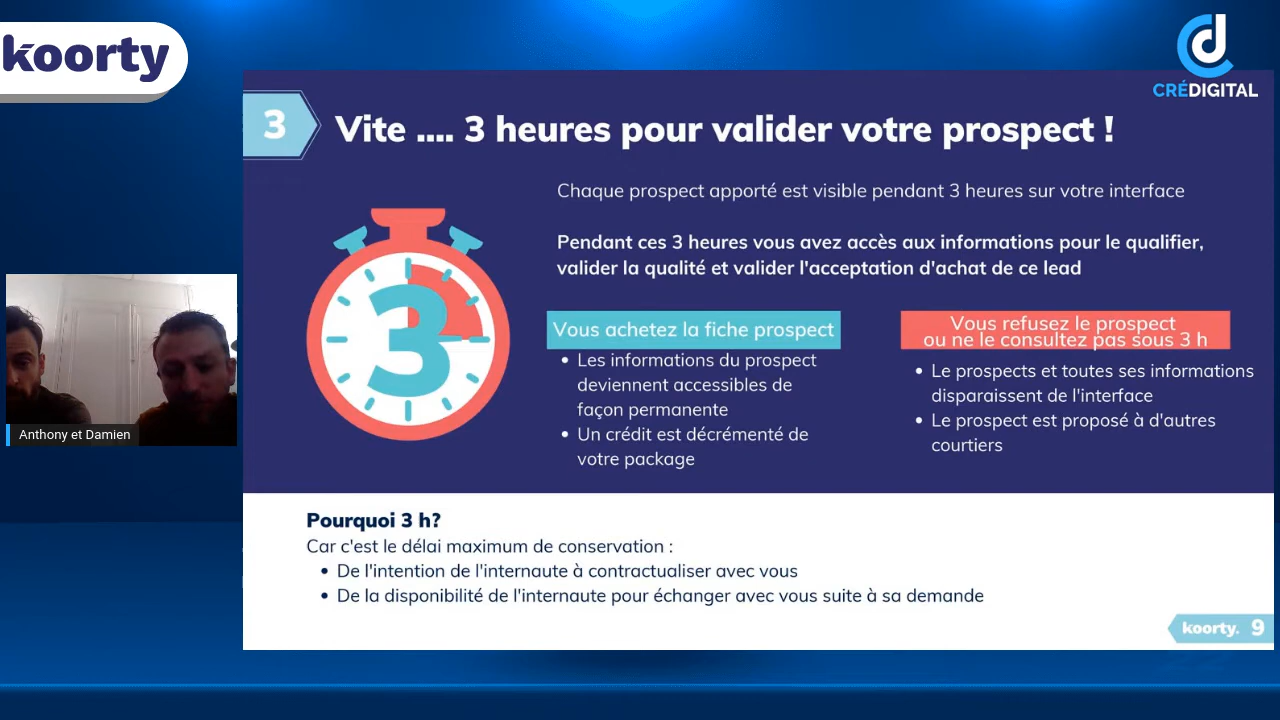 koorty
CRÉDIGITAL
3
Vite .... 3 heures pour valider votre prospect !
Chaque prospect apporté est visible pendant 3 heures sur votre interface
Pendant ces 3 heures vous avez accès aux informations pour le qualifier,
valider la qualité et valider l'acceptation d'achat de ce lead
3
Vous achetez la fiche prospect
• Les informations du prospect
deviennent accessibles de
façon permanente
• Un crédit est décrémenté de
votre package
Vous refusez le prospect
ou ne le consultez pas sous 3 h
• Le prospects et toutes ses informations
disparaissent de l'interface
• Le prospect est proposé à d'autres
courtiers
Anthony et Damien
Pourquoi 3 h?
Car c'est le délai maximum de conservation :
• De l'intention de l'internaute à contractualiser avec vous
• De la disponibilité de l'internaute pour échanger avec vous suite à sa demande
koorty. 9